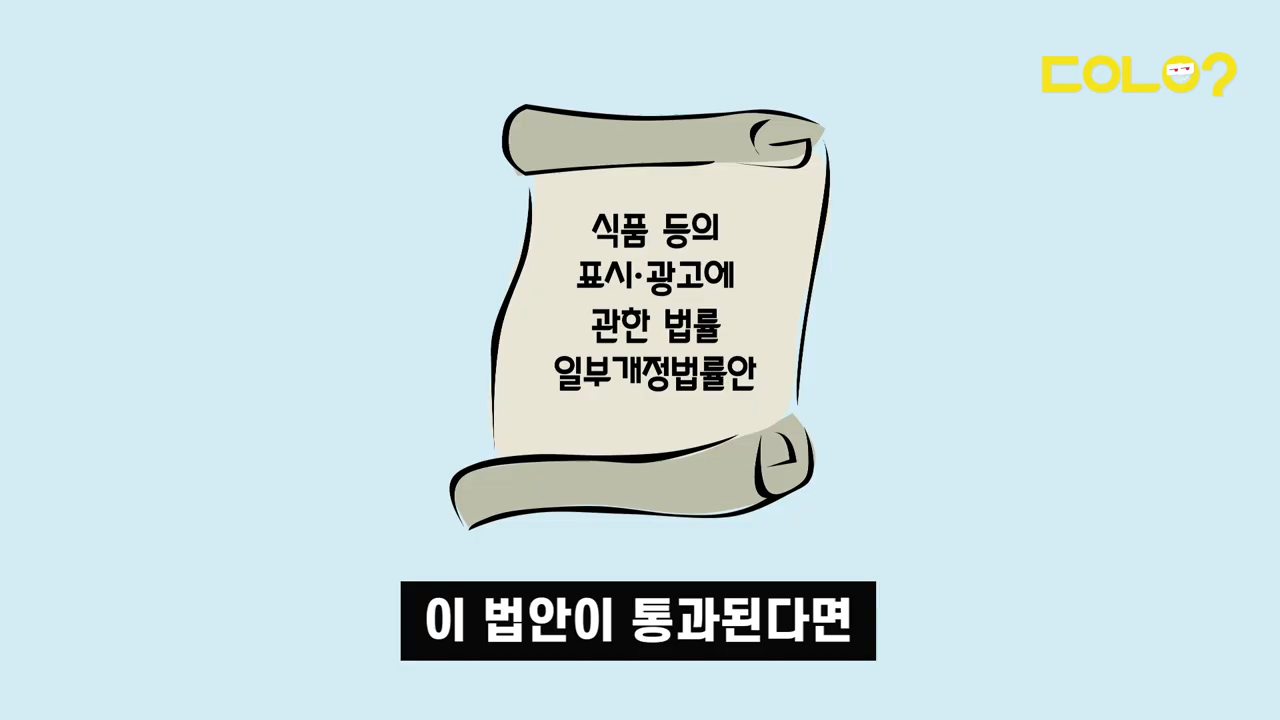 식품 등의
표시·광고에
관한 법률
일부개정법률안
이 법안이 통과된다면